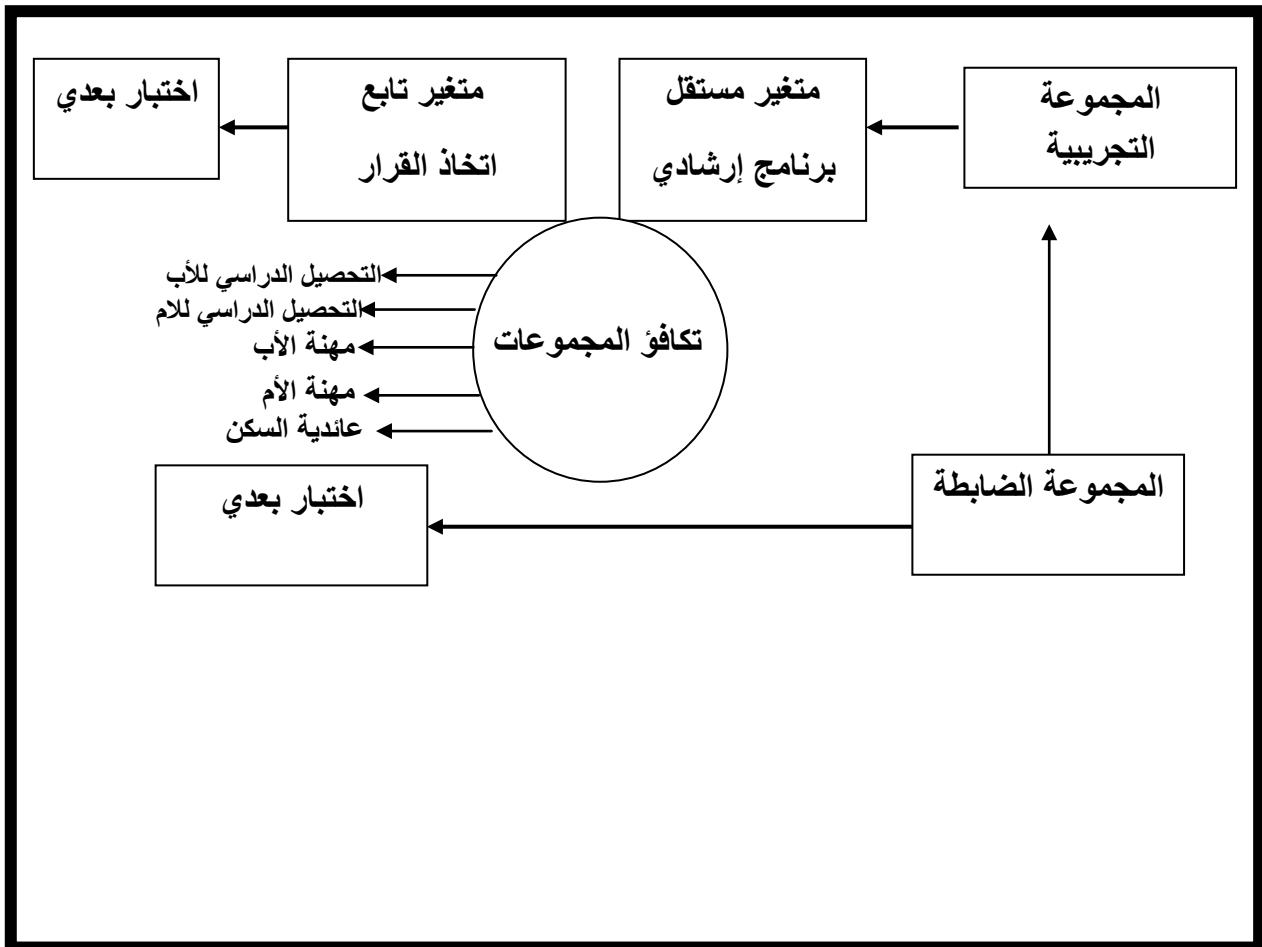 المجموعة
التجريبية
متغير مستقل
برنامج إرشادي
متغير تابع
اتخاذ القرار
اختبار بعدي
تكافؤ المجموعات
التحصيل الدراسي للأب
التحصيل الدراسي للام
مهنة الأب
مهنة الأم
عائدية السكن
المجموعة الضابطة
اختبار بعدي